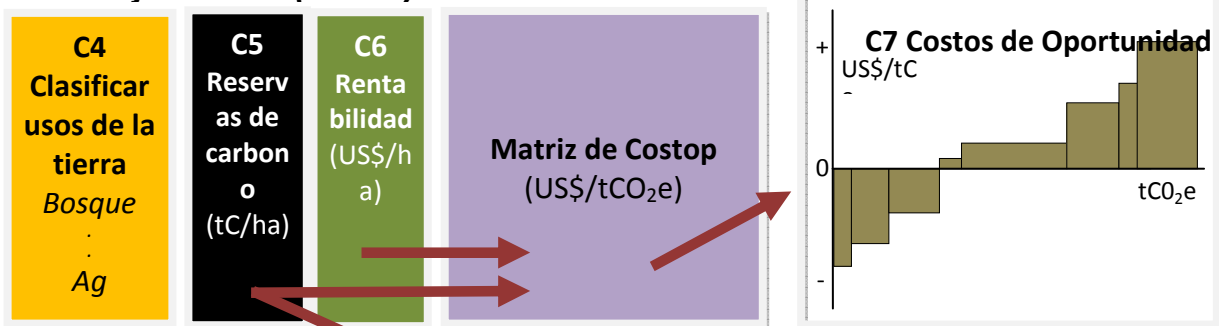 C4
Clasificar
usos de la
tierra
Bosque
.
.
Ag
C5
Reserv
as de
carbon
o
(tC/ha)
C6
Renta
bilidad
(US$/h
a)
Matriz de Costop
(US$/tCO₂e)
C7 Costos de Oportunidad
+
US$/tC
0
tC0₂e
-